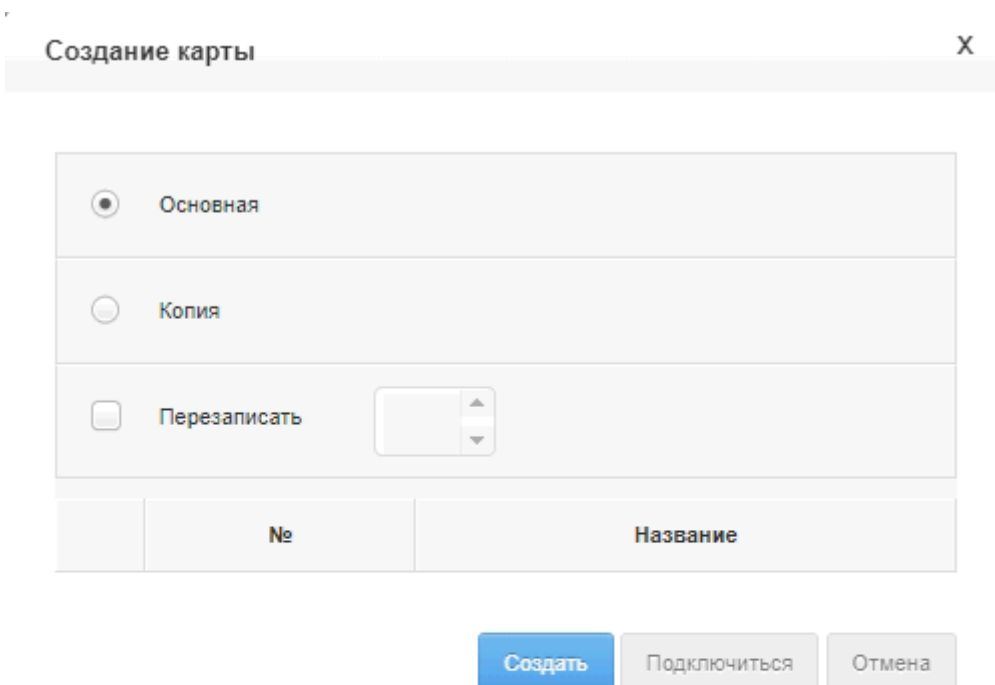 Создание карты X
Основная
Копия
Перезаписать
№ Название
Создать Подключиться Отмена